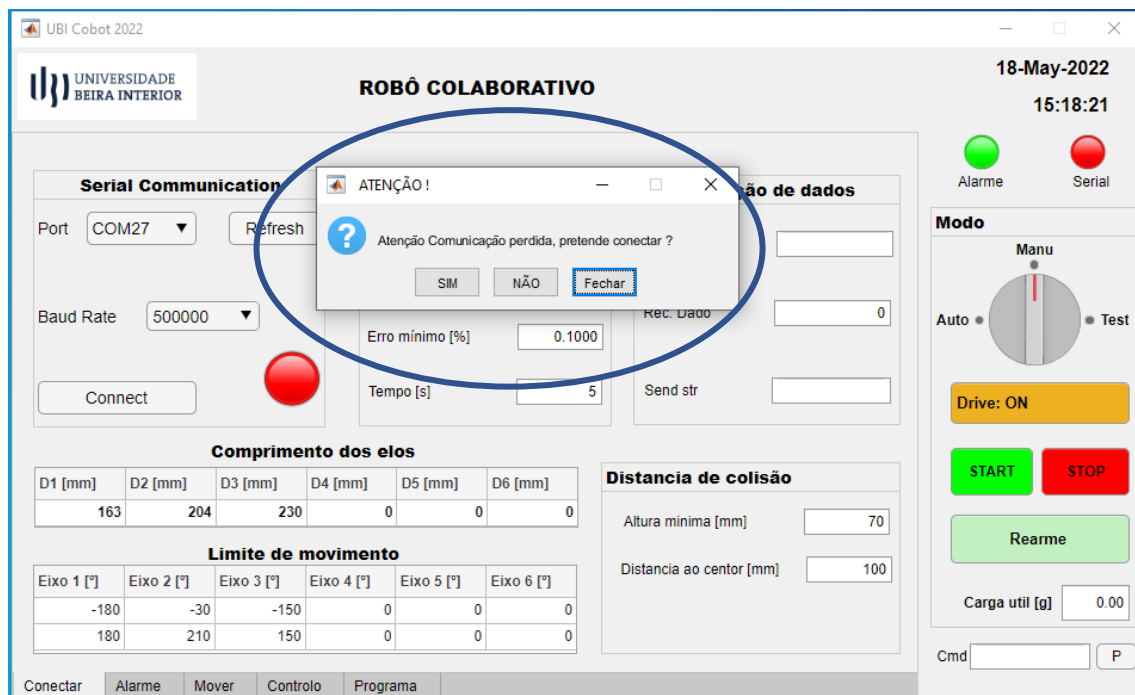 UBI Cobot 2022
UNIVERSIDADE
BEIRA INTERIOR
ROBÔ COLABORATIVO
18-May-2022
15:18:21
Alarme Serial
Serial Communication
Port COM27 Refresh
Baud Rate 500000
Connect
ATENÇÃO !
Atenção Comunicação perdida, pretende conectar ?
SIM NÃO Fechar
Erro mínimo [%] 0.1000
Tempo [s] 5
de dados
Rec. Dado 0
Send str
Comprimento dos elos
D1 [mm] D2 [mm] D3 [mm] D4 [mm] D5 [mm] D6 [mm]
163 204 230 0 0 0
Limite de movimento
Eixo 1 [º] Eixo 2 [º] Eixo 3 [º] Eixo 4 [º] Eixo 5 [º] Eixo 6 [º]
-180 -30 -150 0 0 0
180 210 150 0 0 0
Distancia de colisão
Altura minima [mm] 70
Distancia ao centor [mm] 100
Modo
Manu
Auto Test
Drive: ON
START STOP
Rearme
Carga util [g] 0.00
Cmd P
Conectar Alarme Mover Controlo Programa